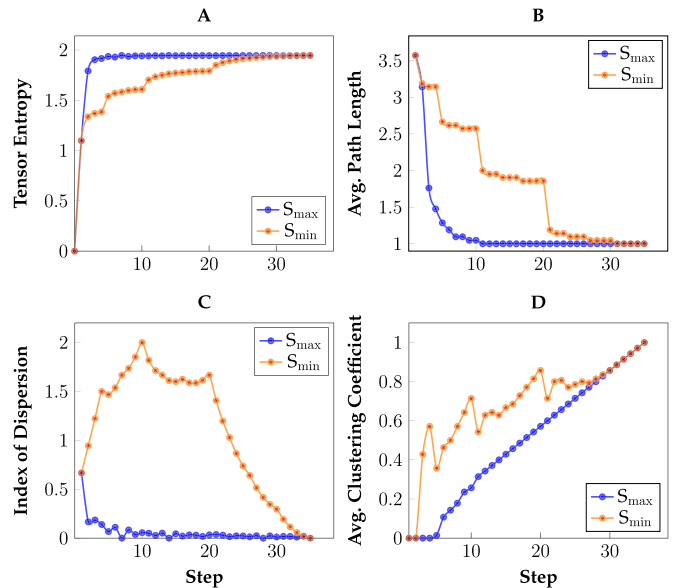 A
Tensor Entropy
2
1.5
1
0.5
0
10
20
30
S_max
S_min
B
Avg. Path Length
3.5
3
2.5
2
1.5
1
10
20
30
S_max
S_min
C
Index of Dispersion
2
1.5
1
0.5
0
10
20
30
Step
S_max
S_min
D
Avg. Clustering Coefficient
1
0.8
0.6
0.4
0.2
0
10
20
30
Step
S_max
S_min